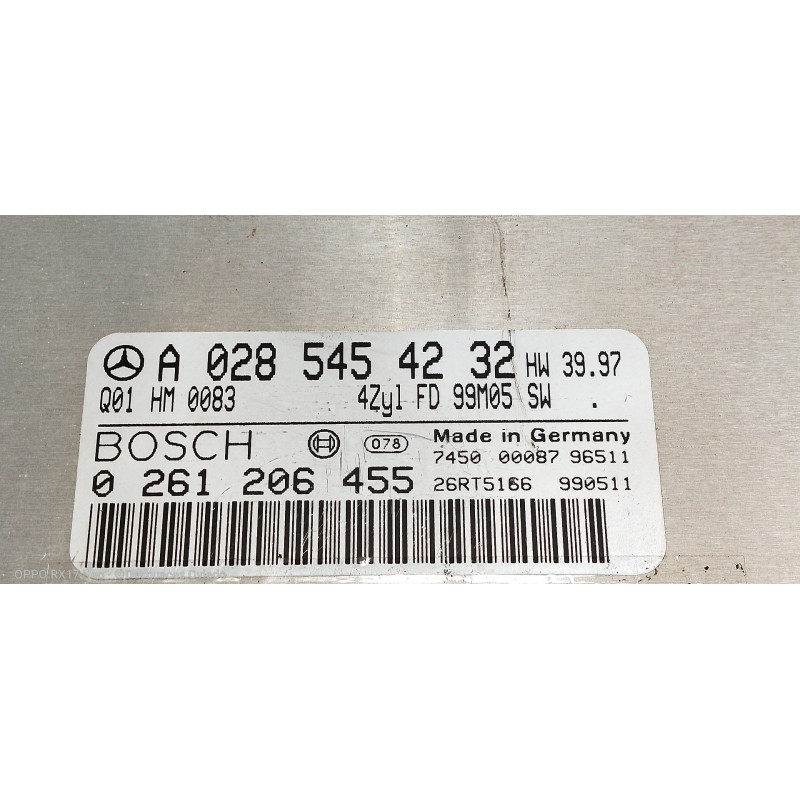 A 028 545 42 32 HW 39.97
Q01 HM 0083 4Zyl FD 99M05 SW .
BOSCH 078 Made in Germany
7450 00087 96511
0 261 206 455 26RT5166 990511